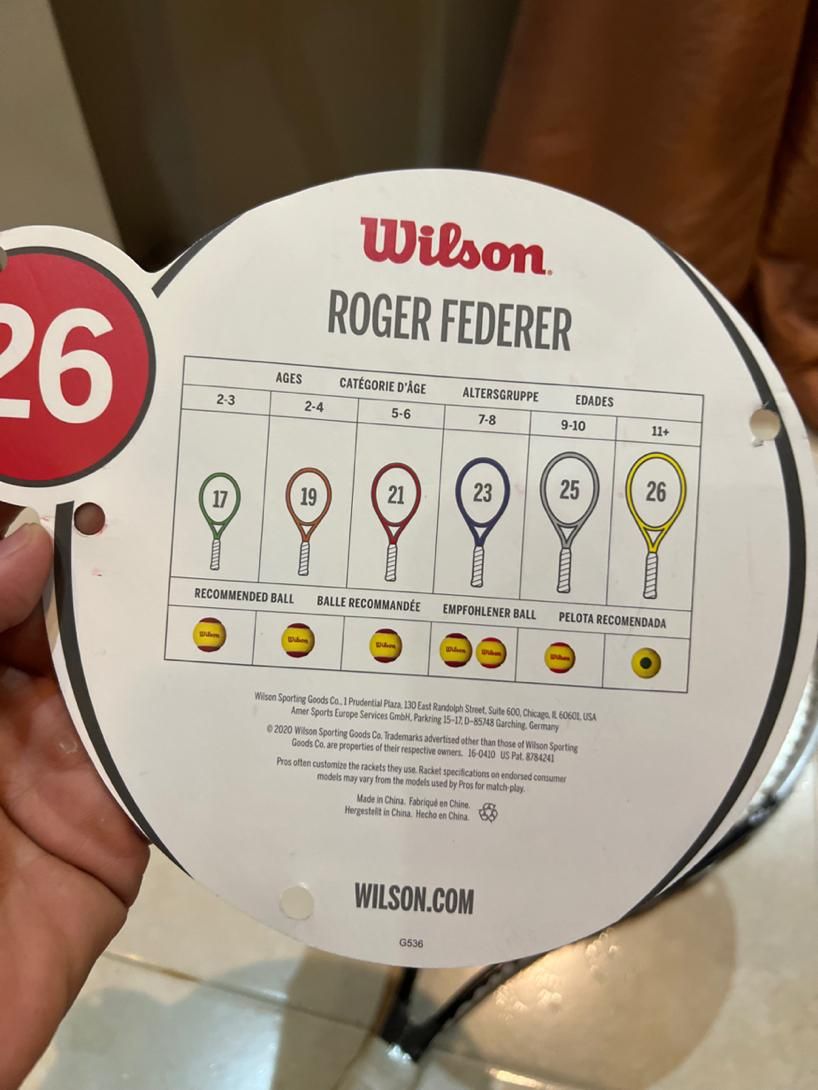 Wilson.
ROGER FEDERER
26
AGES CATÉGORIE D'ÂGE ALTERSGRUPPE EDADES
2-3 2-4 5-6 7-8 9-10 11+
17 19 21 23 25 26
RECOMMENDED BALL BALLE RECOMMANDÉE EMPFOHLENER BALL PELOTA RECOMENDADA
Wilson Wilson Wilson Wilson Wilson Wilson
Wilson Sporting Goods Co., 1 Prudential Plaza, 130 East Randolph Street, Suite 600, Chicago, IL 60601, USA
Amer Sports Europe Services GmbH, Parkring 15-17, D-85748 Garching, Germany
© 2020 Wilson Sporting Goods Co. Trademarks advertised other than those of Wilson Sporting
Goods Co. are properties of their respective owners. 16-0410 US Pat. 8784241
Pros often customize the rackets they use. Racket specifications on endorsed consumer
models may vary from the models used by Pros for match-play.
Made in China. Fabriqué en Chine.
Hergestellt in China. Hecho en China.
WILSON.COM
G536